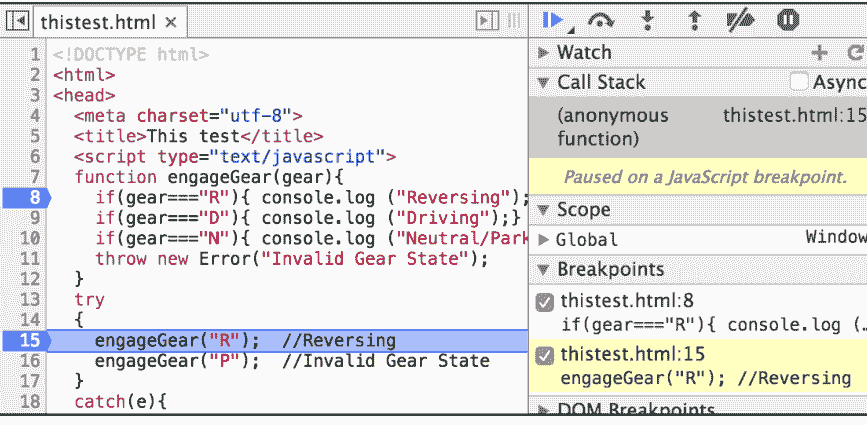 thistest.html ×
1 <!DOCTYPE html>
2 <html>
3 <head>
4 <meta charset="utf-8">
5 <title>This test</title>
6 <script type="text/javascript">
7 function engageGear(gear){
8 if(gear==="R"){ console.log ("Reversing");
9 if(gear==="D"){ console.log ("Driving");}
10 if(gear==="N"){ console.log ("Neutral/Park
11 throw new Error("Invalid Gear State");
12 }
13 try
14 {
15 engageGear("R"); //Reversing
16 engageGear("P"); //Invalid Gear State
17 }
18 catch(e){
Watch
Call Stack Async
(anonymous function) thistest.html:15
Paused on a JavaScript breakpoint.
Scope
Global Window
Breakpoints
thistest.html:8
if(gear==="R"){ console.log (…
thistest.html:15
engageGear("R"); //Reversing
DOM Breakpoints